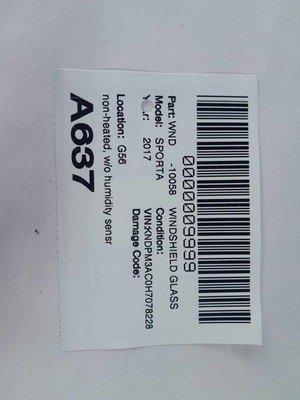 0000009999
Part: WND -10058 WINDSHIELD GLASS
Model: SPORTA Condition:
2017 VIN:KNDPM3AC0H7078228
Damage Code:
Location: G56
A637
non-heated, w/o humidity sensr